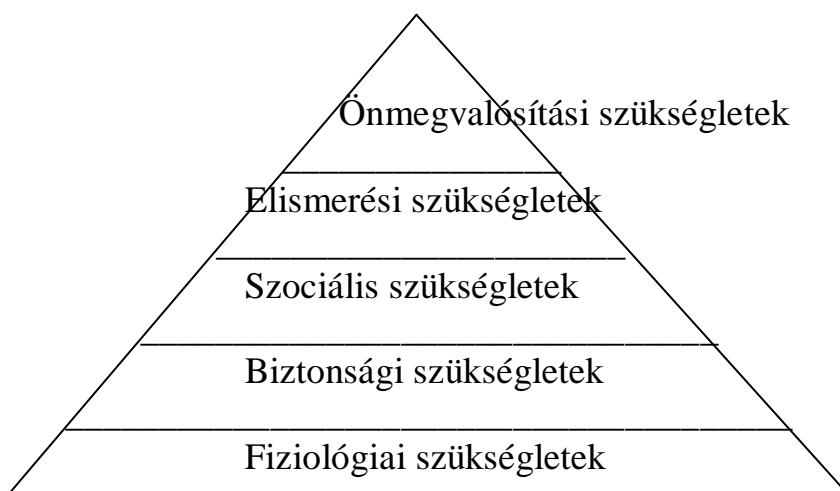 Önmegvalósítási szükségletek
Elismerési szükségletek
Szociális szükségletek
Biztonsági szükségletek
Fiziológiai szükségletek